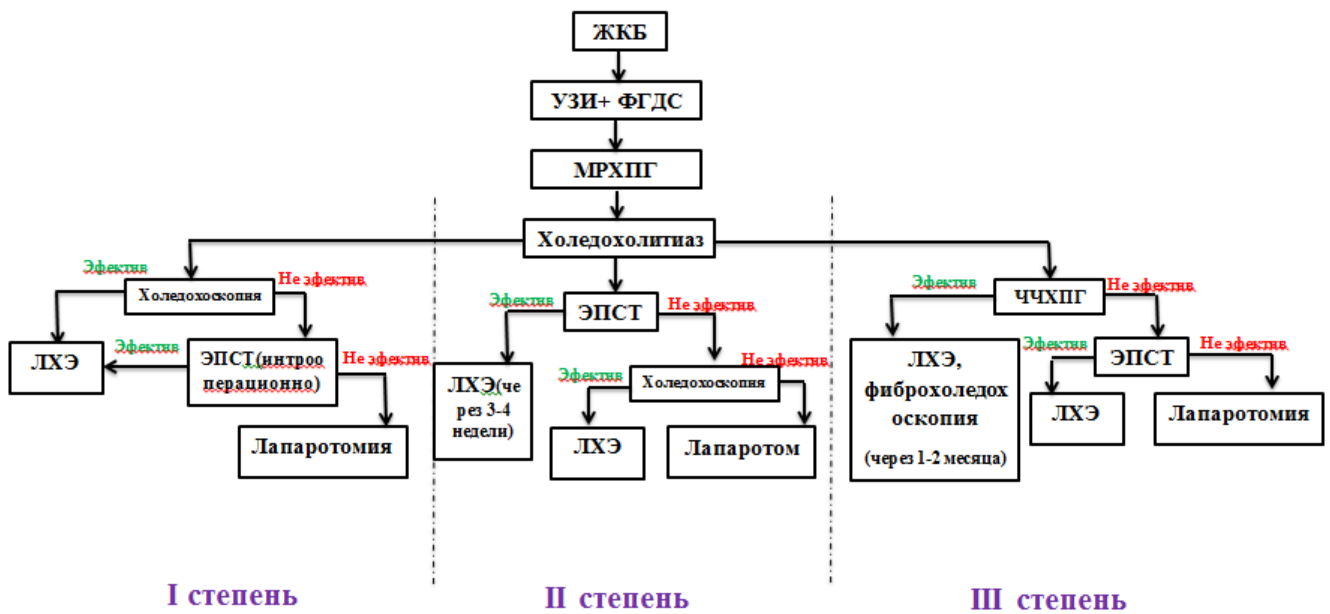 ЖКБ
УЗИ+ ФГДС
МРХПГ
Холедохолитиаз
Эфектив
Не эфектив
Холедохоскопия
ЛХЭ
Эфектив
ЭПСТ(интроо
перационно)
Не эфектив
Лапаротомия
Эфектив
ЭПСТ
Не эфектив
ЛХЭ(че
рез 3-4
недели)
Эфектив
Холедохоскопия
Не эфектив
ЛХЭ
Лапаротом
Эфектив
ЧЧХПГ
Не эфектив
ЛХЭ,
фиброхоледох
оскопия
(через 1-2 месяца)
Эфектив
ЭПСТ
Не эфектив
ЛХЭ
Лапаротомия
I степень
II степень
III степень